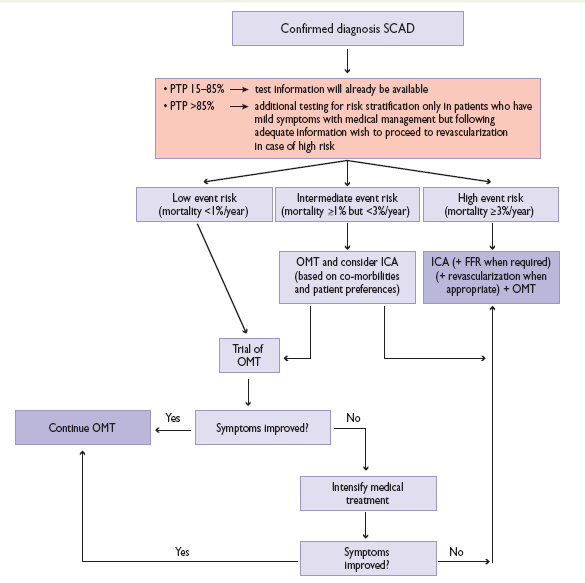 Confirmed diagnosis SCAD
• PTP 15–85% → test information will already be available
• PTP >85% → additional testing for risk stratification only in patients who have
mild symptoms with medical management but following
adequate information wish to proceed to revascularization
in case of high risk
Low event risk
(mortality <1%/year)
Intermediate event risk
(mortality ≥1% but <3%/year)
High event risk
(mortality ≥3%/year)
OMT and consider ICA
(based on co-morbilities
and patient preferences)
ICA (+ FFR when required)
(+ revascularization when
appropriate) + OMT
Trial of
OMT
Continue OMT
Yes
Symptoms improved?
No
Intensify medical
treatment
Yes
Symptoms
improved?
No